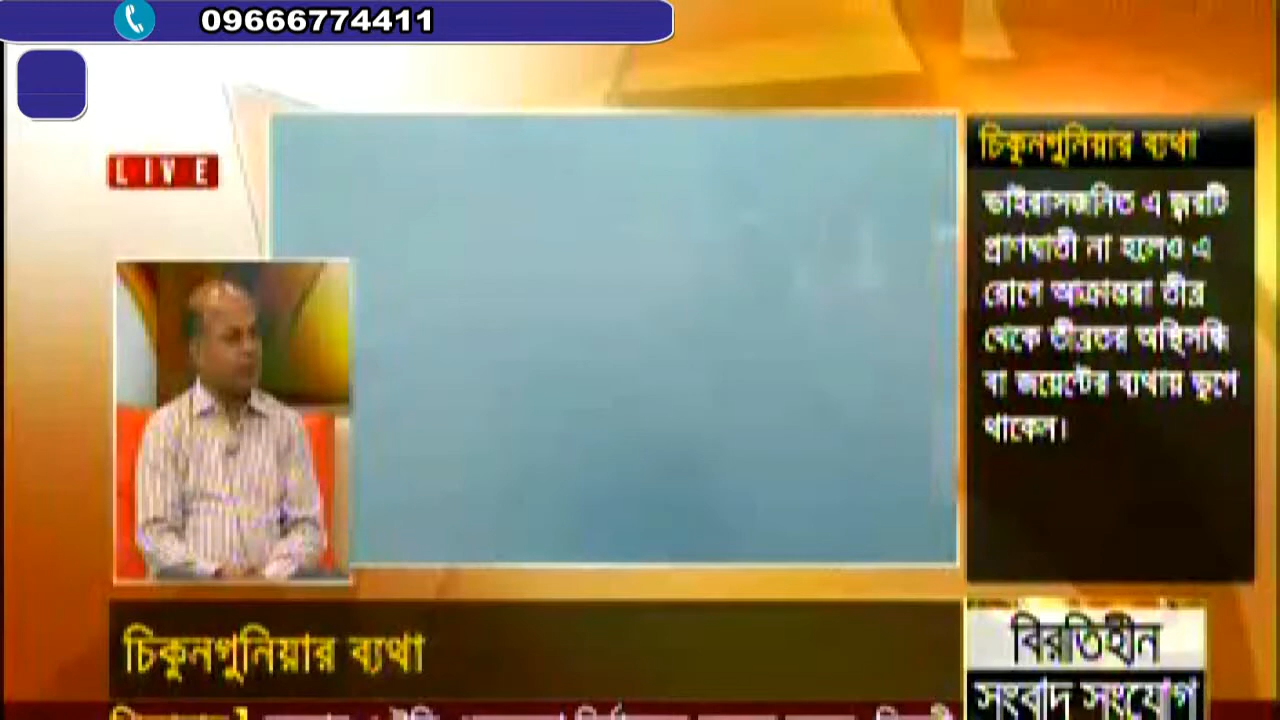 09666774411
LIVE
চিকুনগুনিয়ার ব্যথা
ভাইরাসজনিত এ জ্বরটি
প্রাণঘাতী না হলেও এ
রোগে আক্রান্তরা তীব্র
থেকে তীব্রতর অস্থিসন্ধি
বা জয়েন্টের ব্যথায় ভুগে
থাকেন।
চিকুনগুনিয়ার ব্যথা
বিরতিহীন
সংবাদ সংযোগ